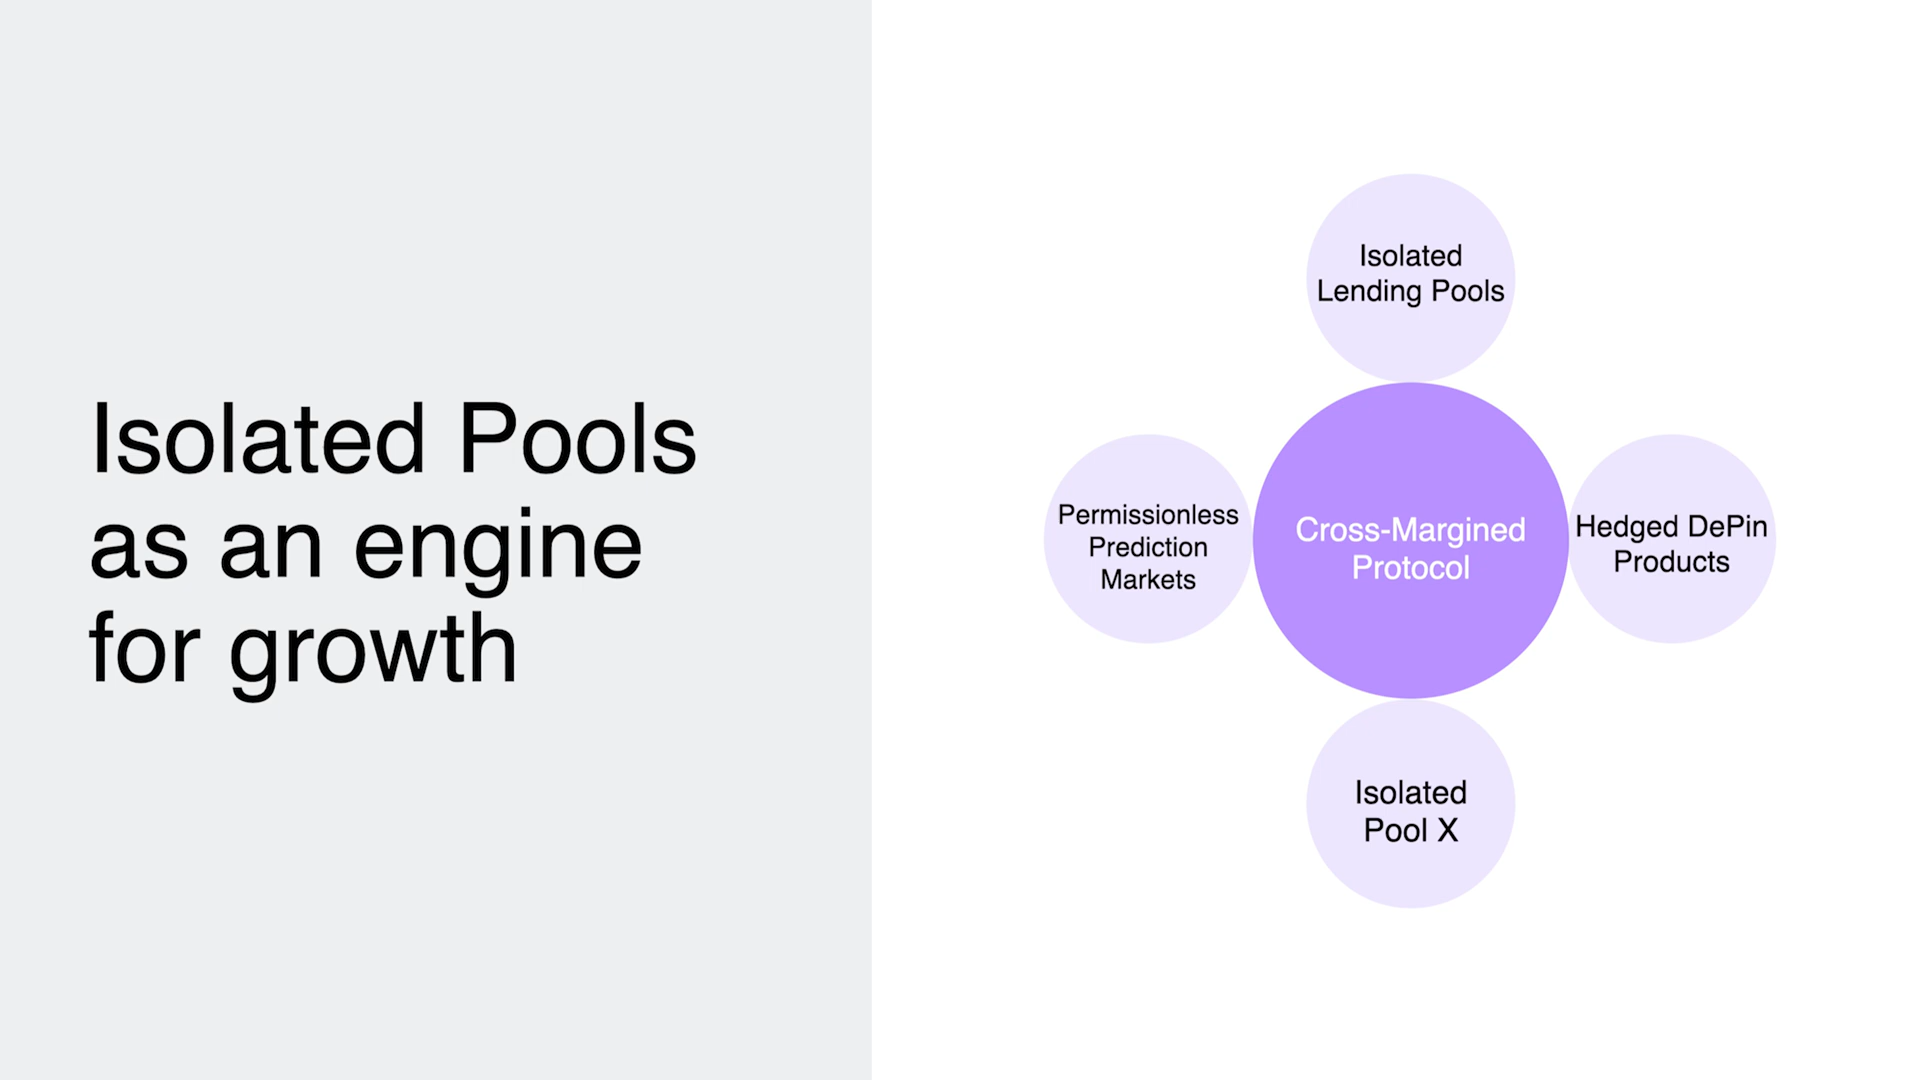 Isolated Pools
as an engine
for growth
Isolated
Lending Pools
Permissionless
Prediction
Markets
Cross-Margined
Protocol
Hedged DePin
Products
Isolated
Pool X